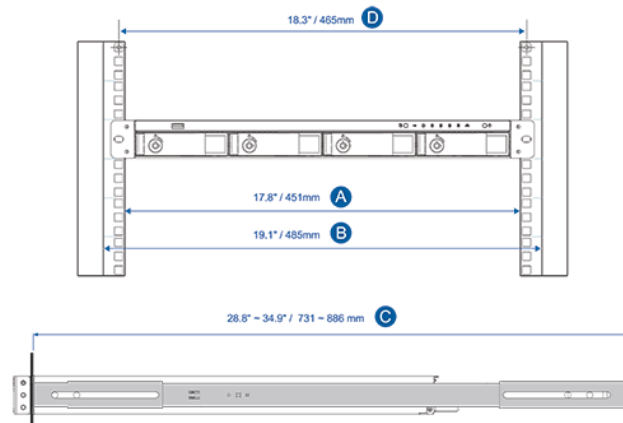 18.3" / 465mm D
17.8" / 451mm A
19.1" / 485mm B
28.8" ~ 34.9" / 731 ~ 886 mm C